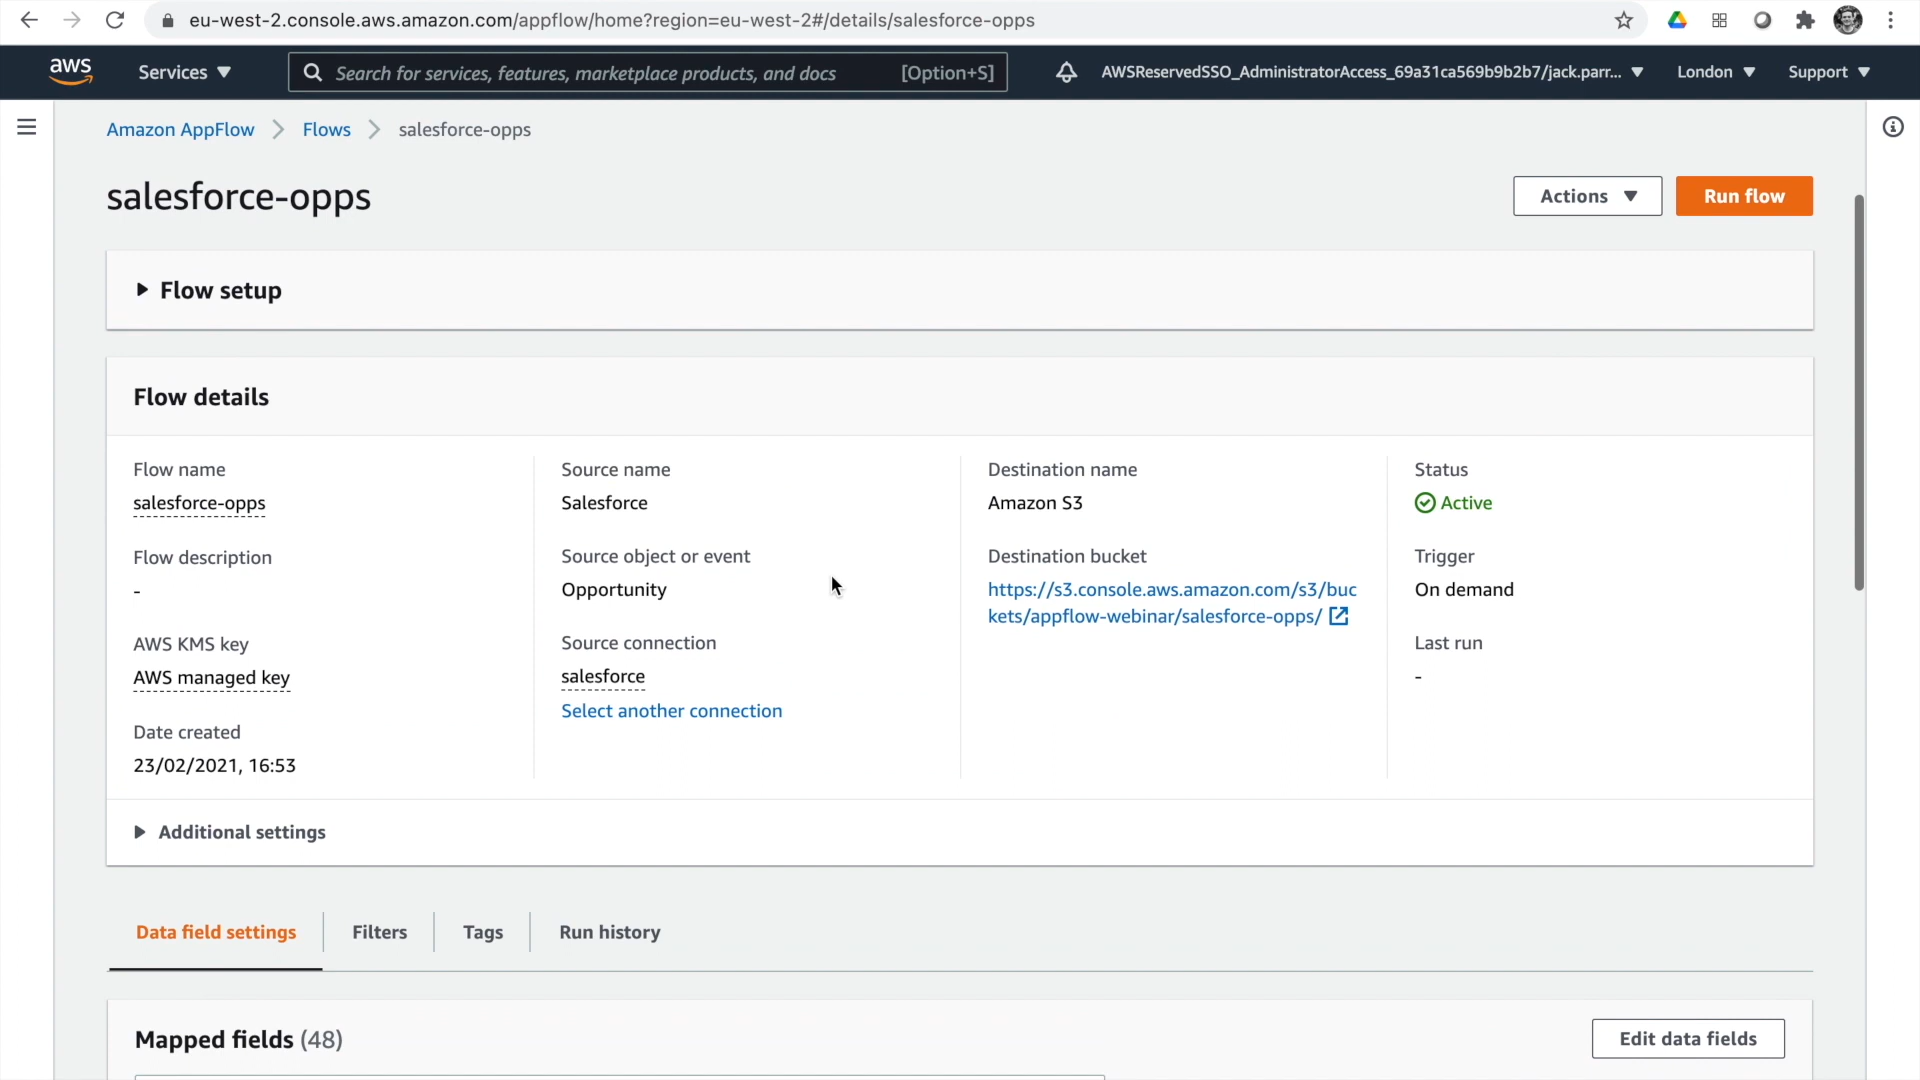 eu-west-2.console.aws.amazon.com/appflow/home?region=eu-west-2#/details/salesforce-opps
aws
Services
Search for services, features, marketplace products, and docs
[Option+S]
AWSReservedSSO_AdministratorAccess_69a31ca569b9b2b7/jack.parr...
London
Support
Amazon AppFlow
Flows
salesforce-opps
salesforce-opps
Actions
Run flow
Flow setup
Flow details
Flow name
salesforce-opps
Flow description
-
AWS KMS key
AWS managed key
Date created
23/02/2021, 16:53
Source name
Salesforce
Source object or event
Opportunity
Source connection
salesforce
Select another connection
Destination name
Amazon S3
Destination bucket
https://s3.console.aws.amazon.com/s3/buc
kets/appflow-webinar/salesforce-opps/
Status
Active
Trigger
On demand
Last run
-
Additional settings
Data field settings
Filters
Tags
Run history
Mapped fields (48)
Edit data fields